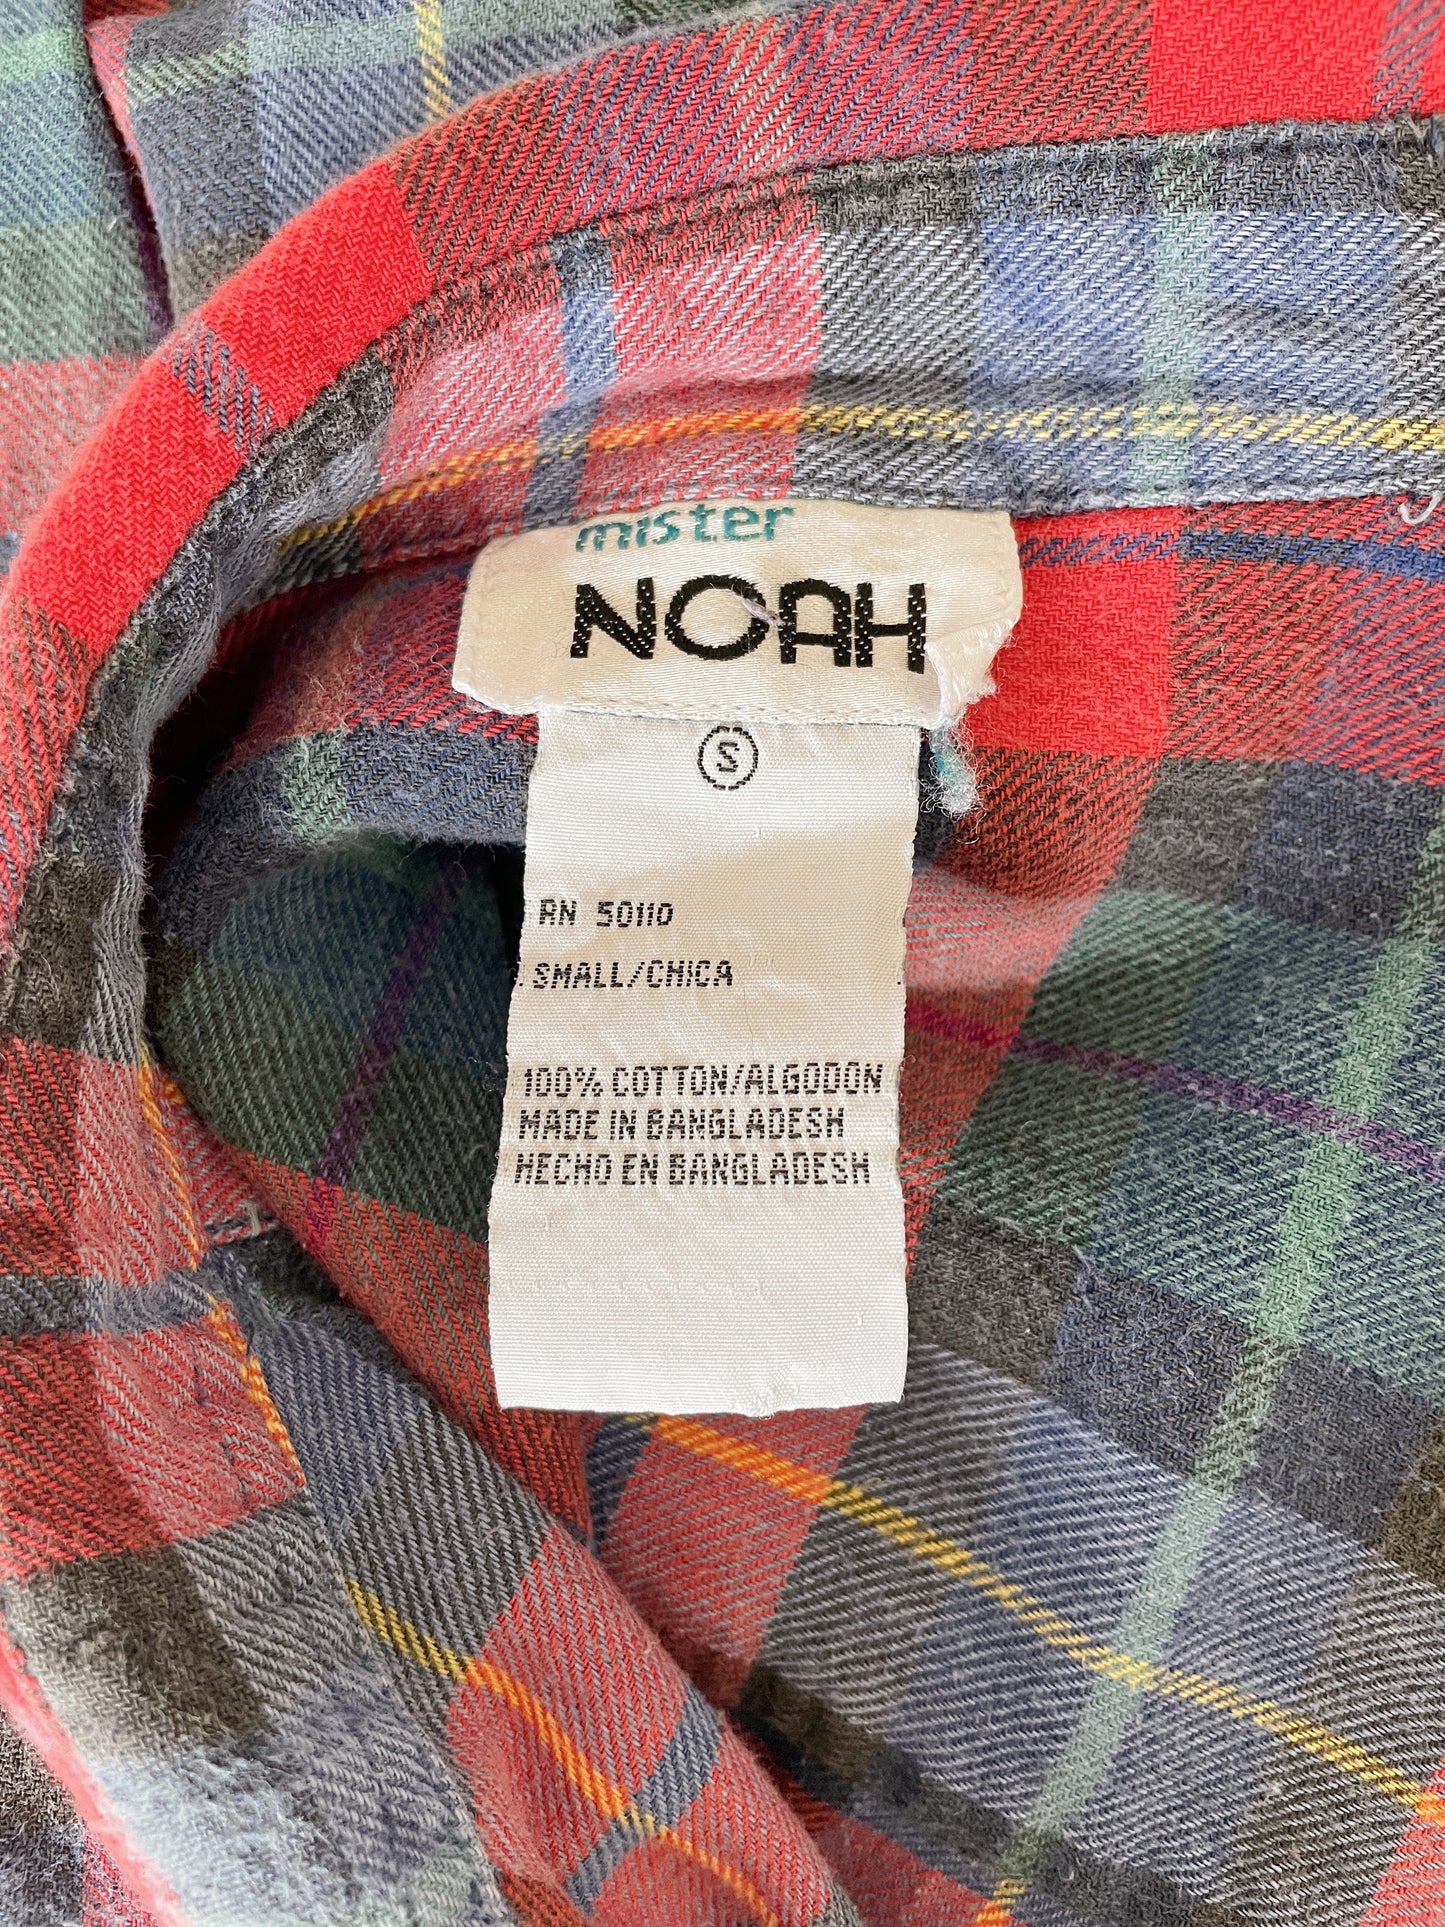 mister
NOAH
S
RN 50110
SMALL/CHICA
100% COTTON/ALGODON
MADE IN BANGLADESH
HECHO EN BANGLADESH